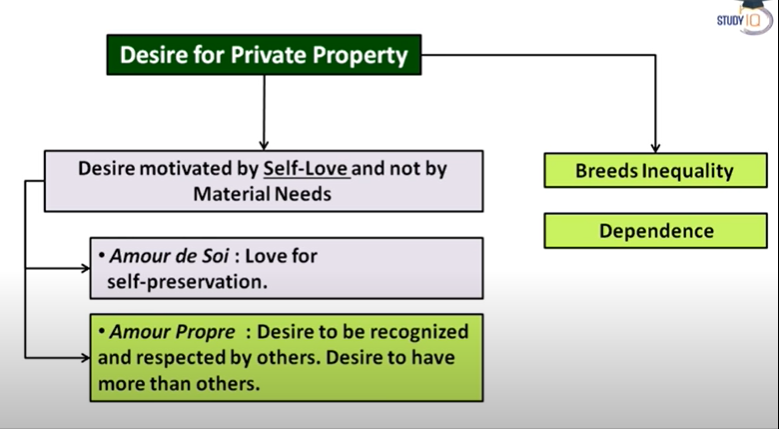 STUDY IQ
Desire for Private Property
Desire motivated by Self-Love and not by
Material Needs
Breeds Inequality
Dependence
• Amour de Soi : Love for
self-preservation.
• Amour Propre : Desire to be recognized
and respected by others. Desire to have
more than others.